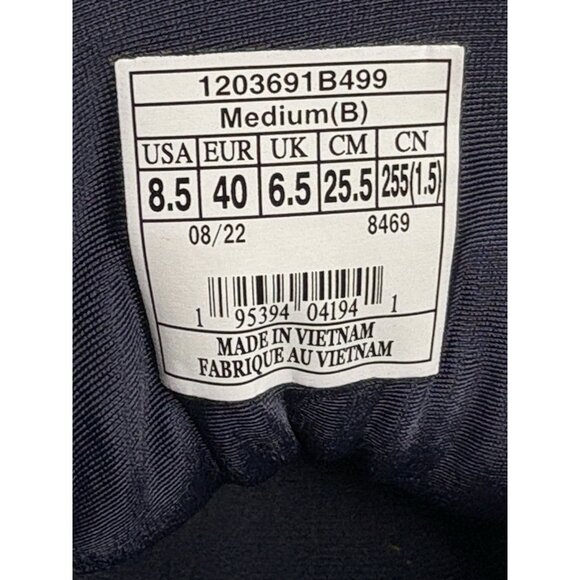 1203691B499
Medium(B)
USA EUR UK CM CN
8.5 40 6.5 25.5 255(1.5)
08/22 8469
1 95394 04194 1
MADE IN VIETNAM
FABRIQUE AU VIETNAM